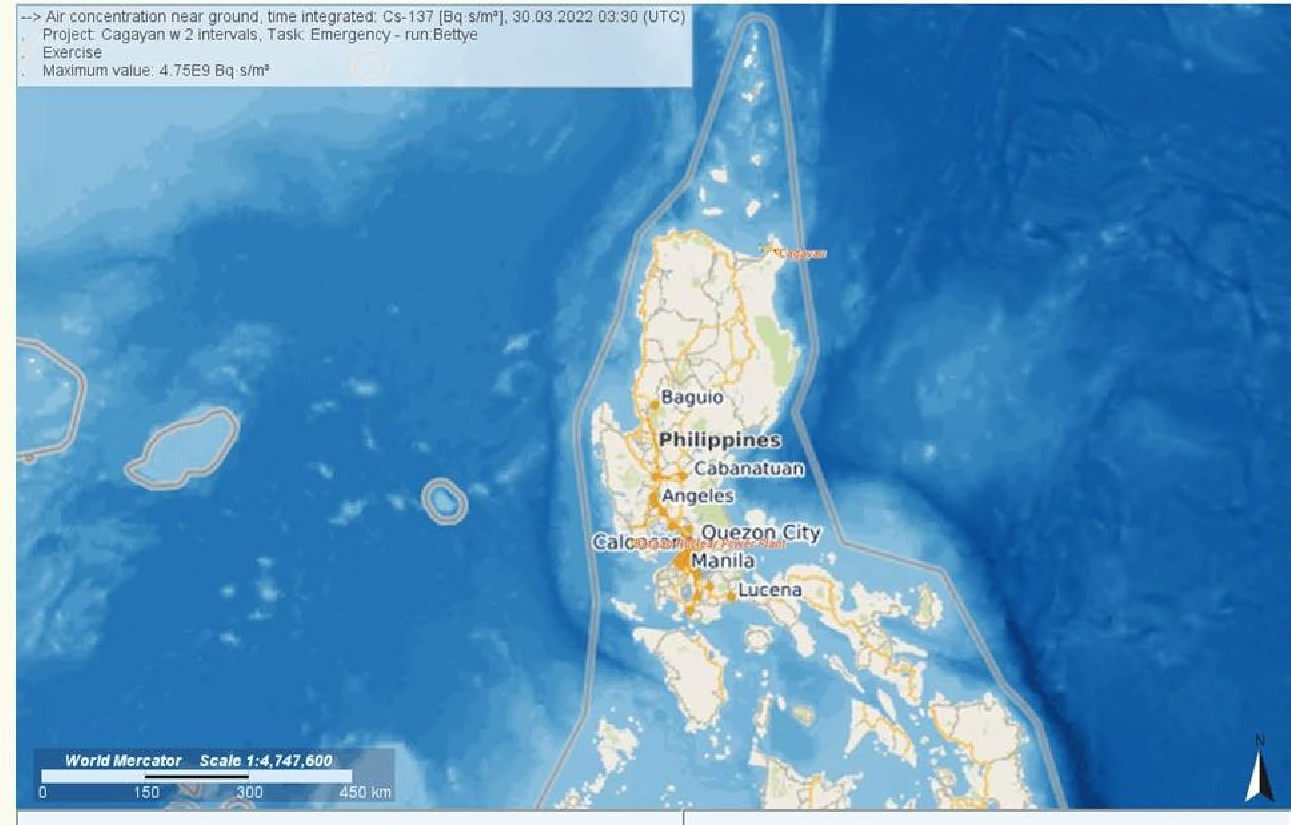 --> Air concentration near ground, time integrated: Cs-137 [Bq·s/m³], 30.03.2022 03:30 (UTC)
. Project: Cagayan w 2 intervals, Task: Emergency - run:Bettye
. Exercise
. Maximum value: 4.75E9 Bq·s/m³
Cagayan
Baguio
Philippines
Cabanatuan
Angeles
Quezon City
Power Plant
Manila
Lucena
World Mercator Scale 1:4,747,600
0 150 300 450 km
N